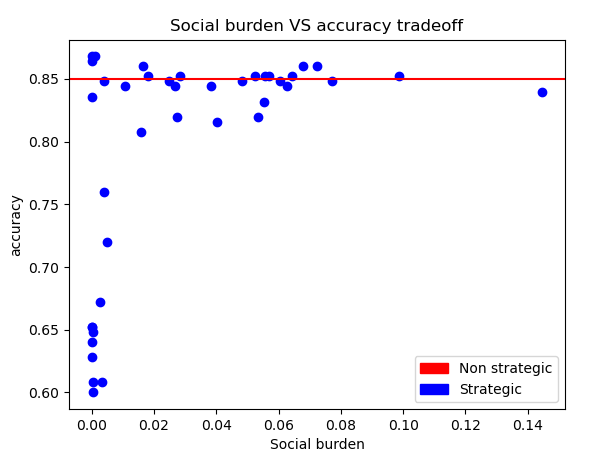 Social burden VS accuracy tradeoff
accuracy
0.85
0.80
0.75
0.70
0.65
0.60
Non strategic
Strategic
0.00 0.02 0.04 0.06 0.08 0.10 0.12 0.14
Social burden